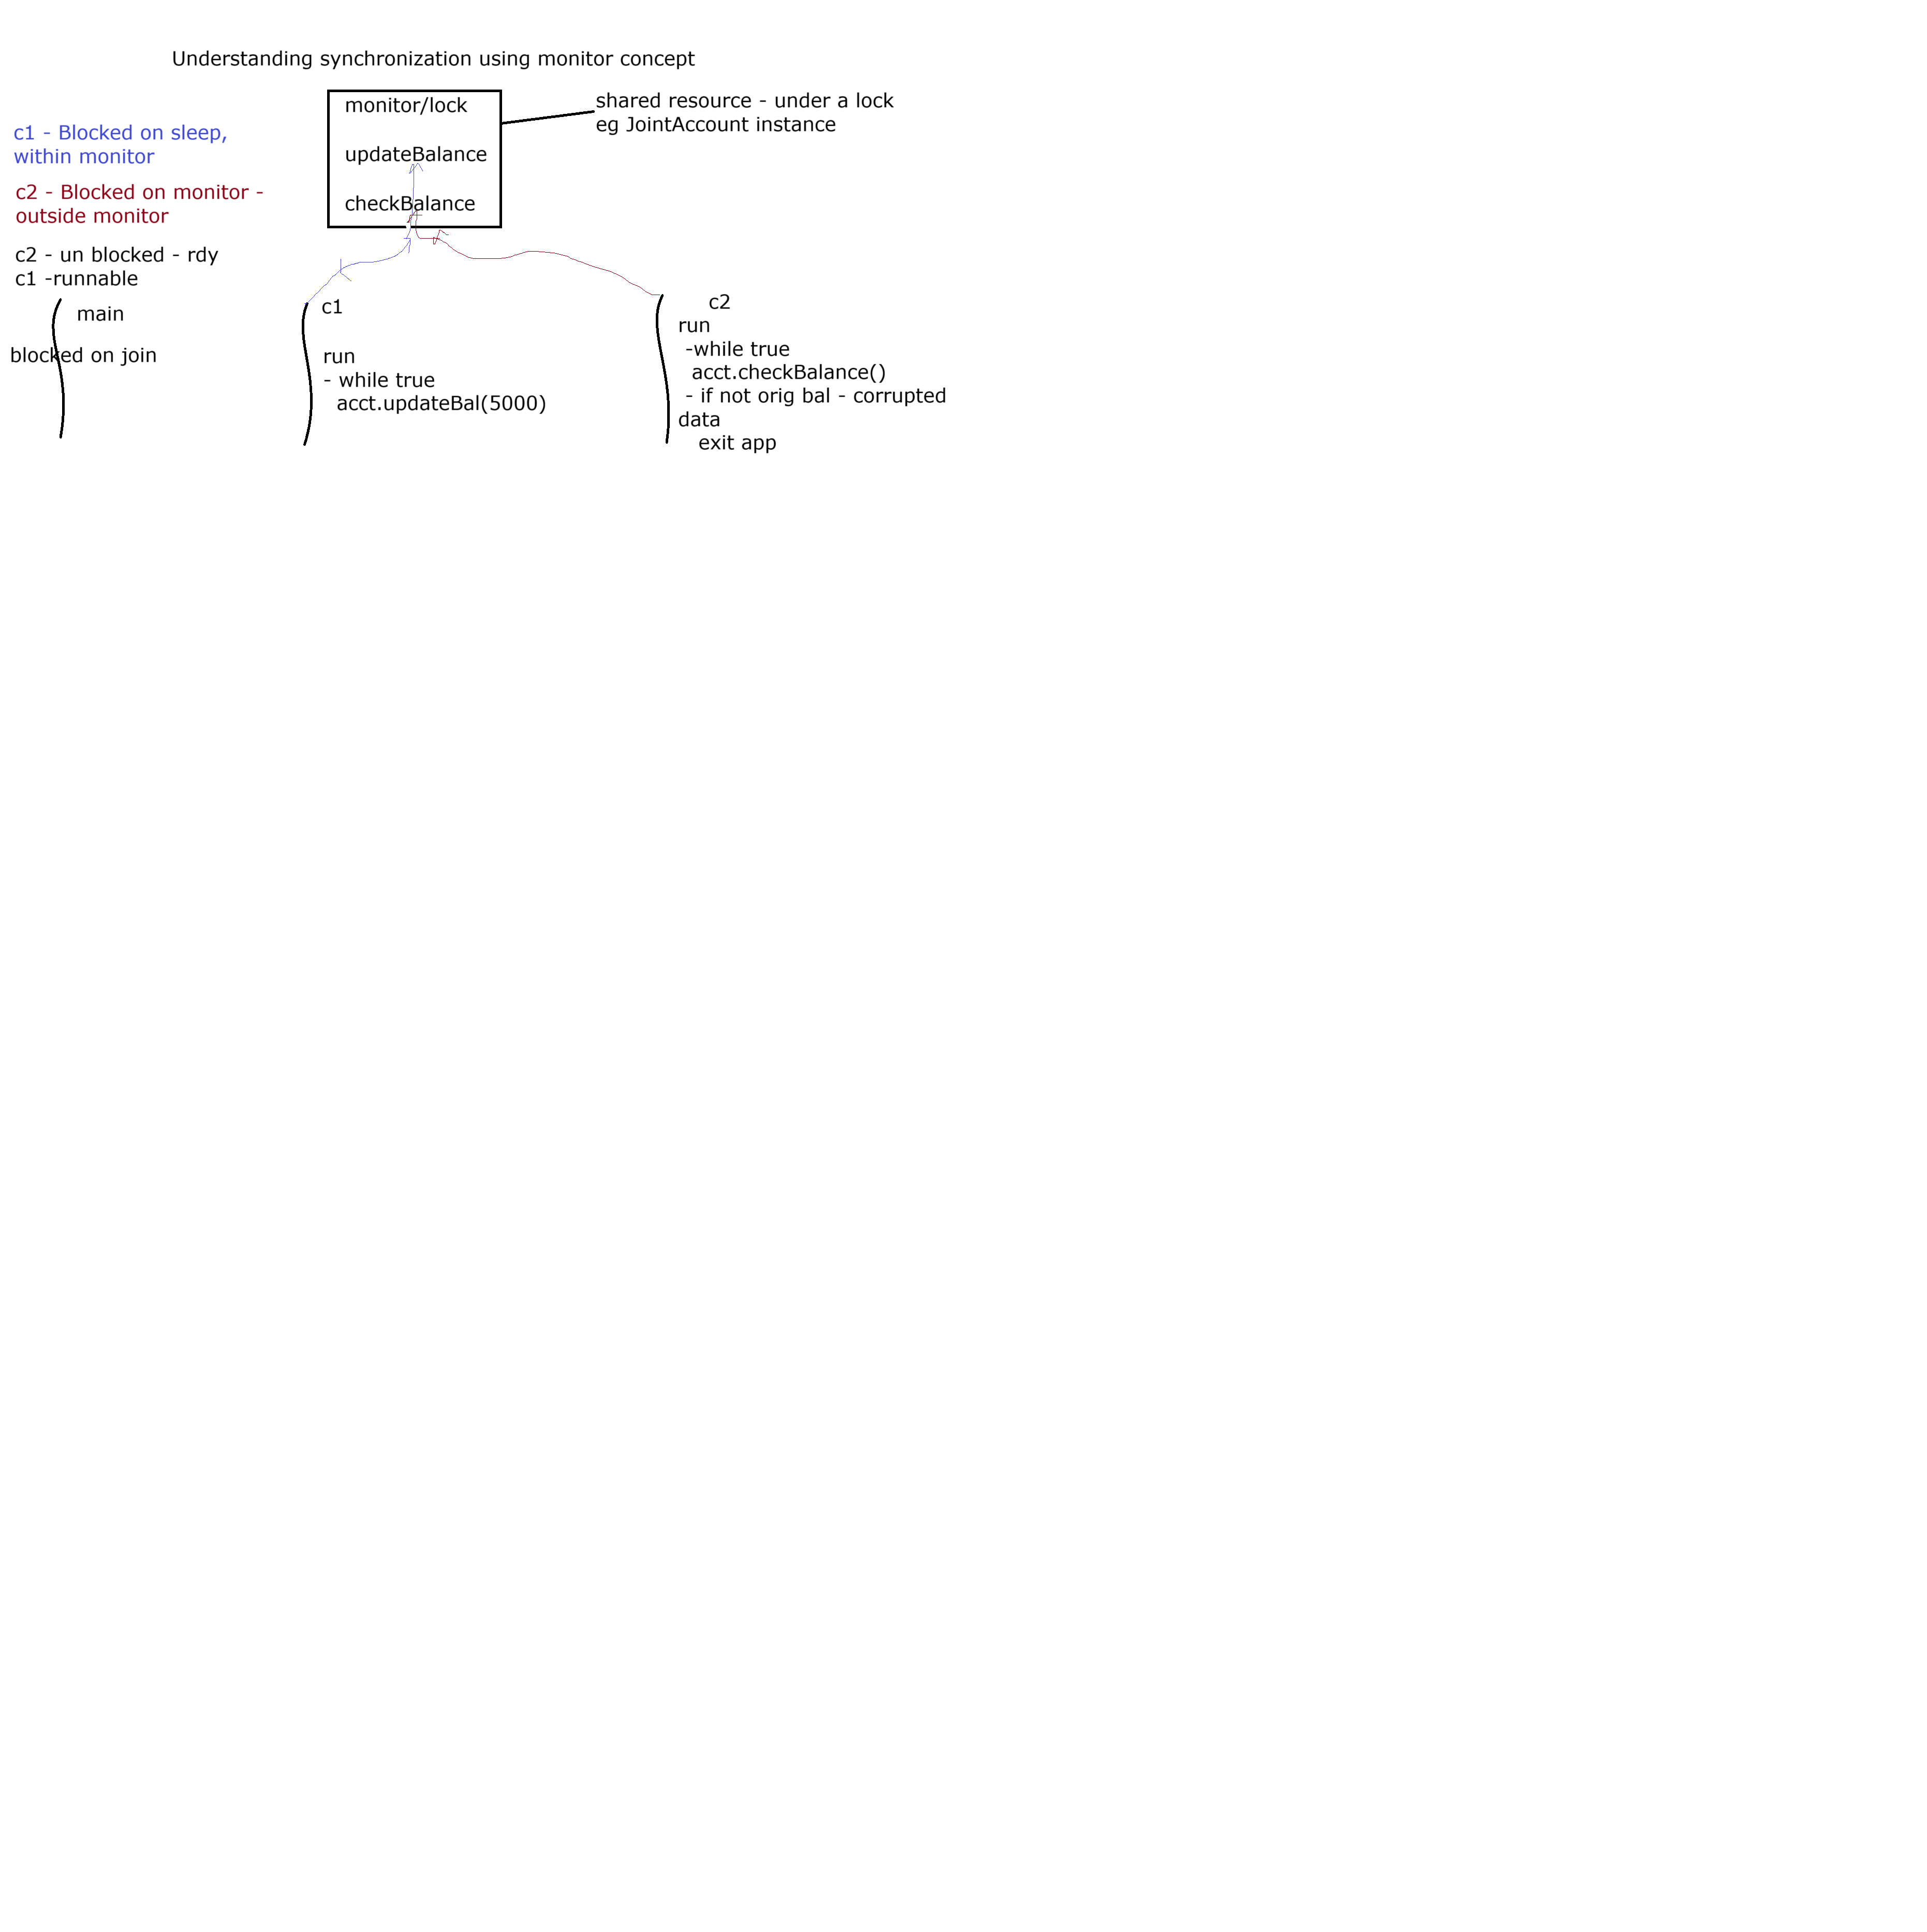 Understanding synchronization using monitor concept
monitor/lock
updateBalance
checkBalance
shared resource - under a lock
eg JointAccount instance
c1 - Blocked on sleep,
within monitor
c2 - Blocked on monitor -
outside monitor
c2 - un blocked - rdy
c1 -runnable
main
blocked on join
c1
run
- while true
acct.updateBal(5000)
c2
run
-while true
acct.checkBalance()
- if not orig bal - corrupted
data
exit app